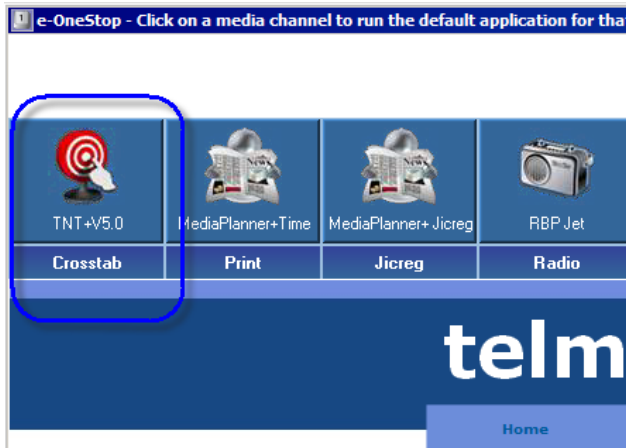 e-OneStop - Click on a media channel to run the default application for tha
TNT+V5.0 MediaPlanner+Time MediaPlanner+ Jicreg RBP Jet
Crosstab Print Jicreg Radio
telm
Home